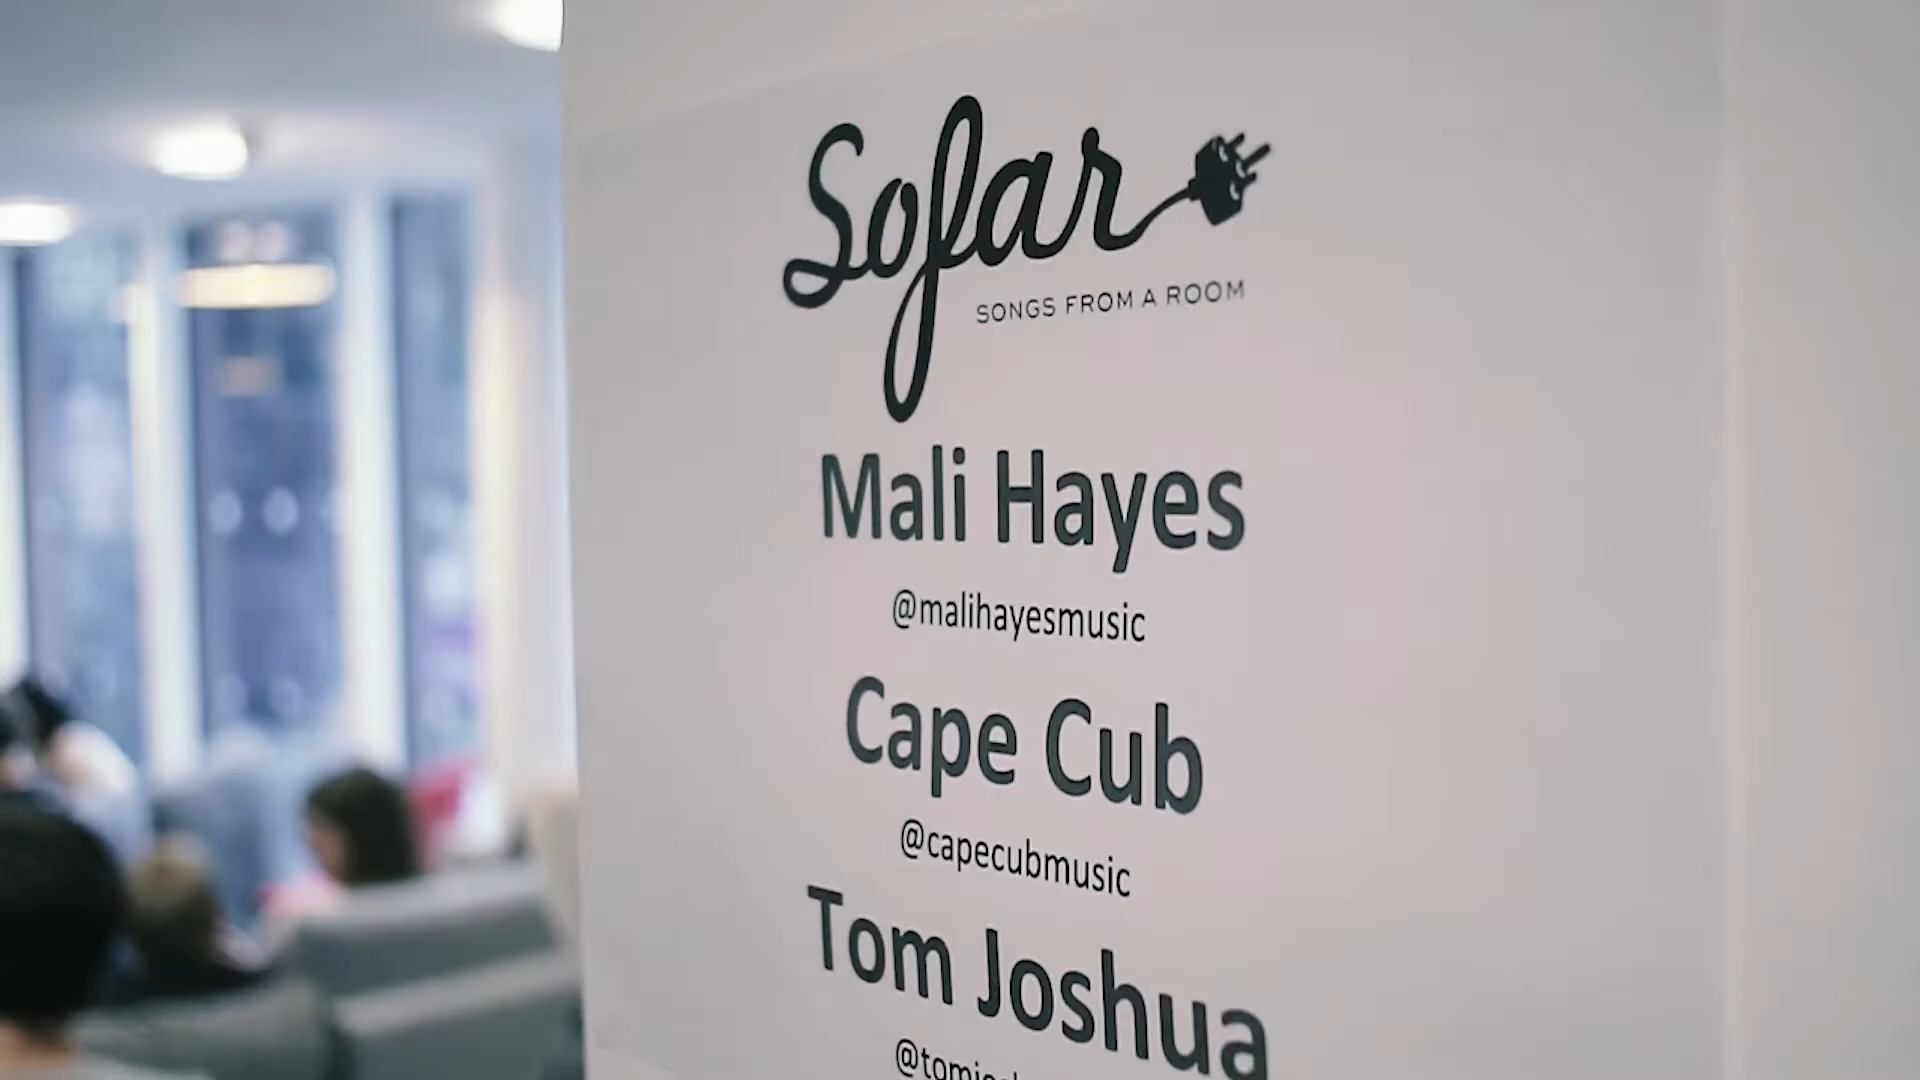 Sofar
SONGS FROM A ROOM
Mali Hayes
@malihayesmusic
Cape Cub
@capecubmusic
Tom Joshua